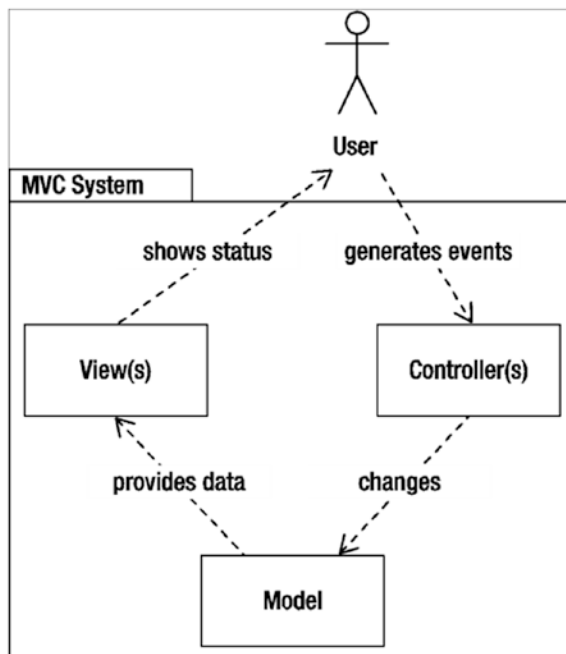 User
MVC System
shows status
generates events
View(s)
Controller(s)
provides data
changes
Model